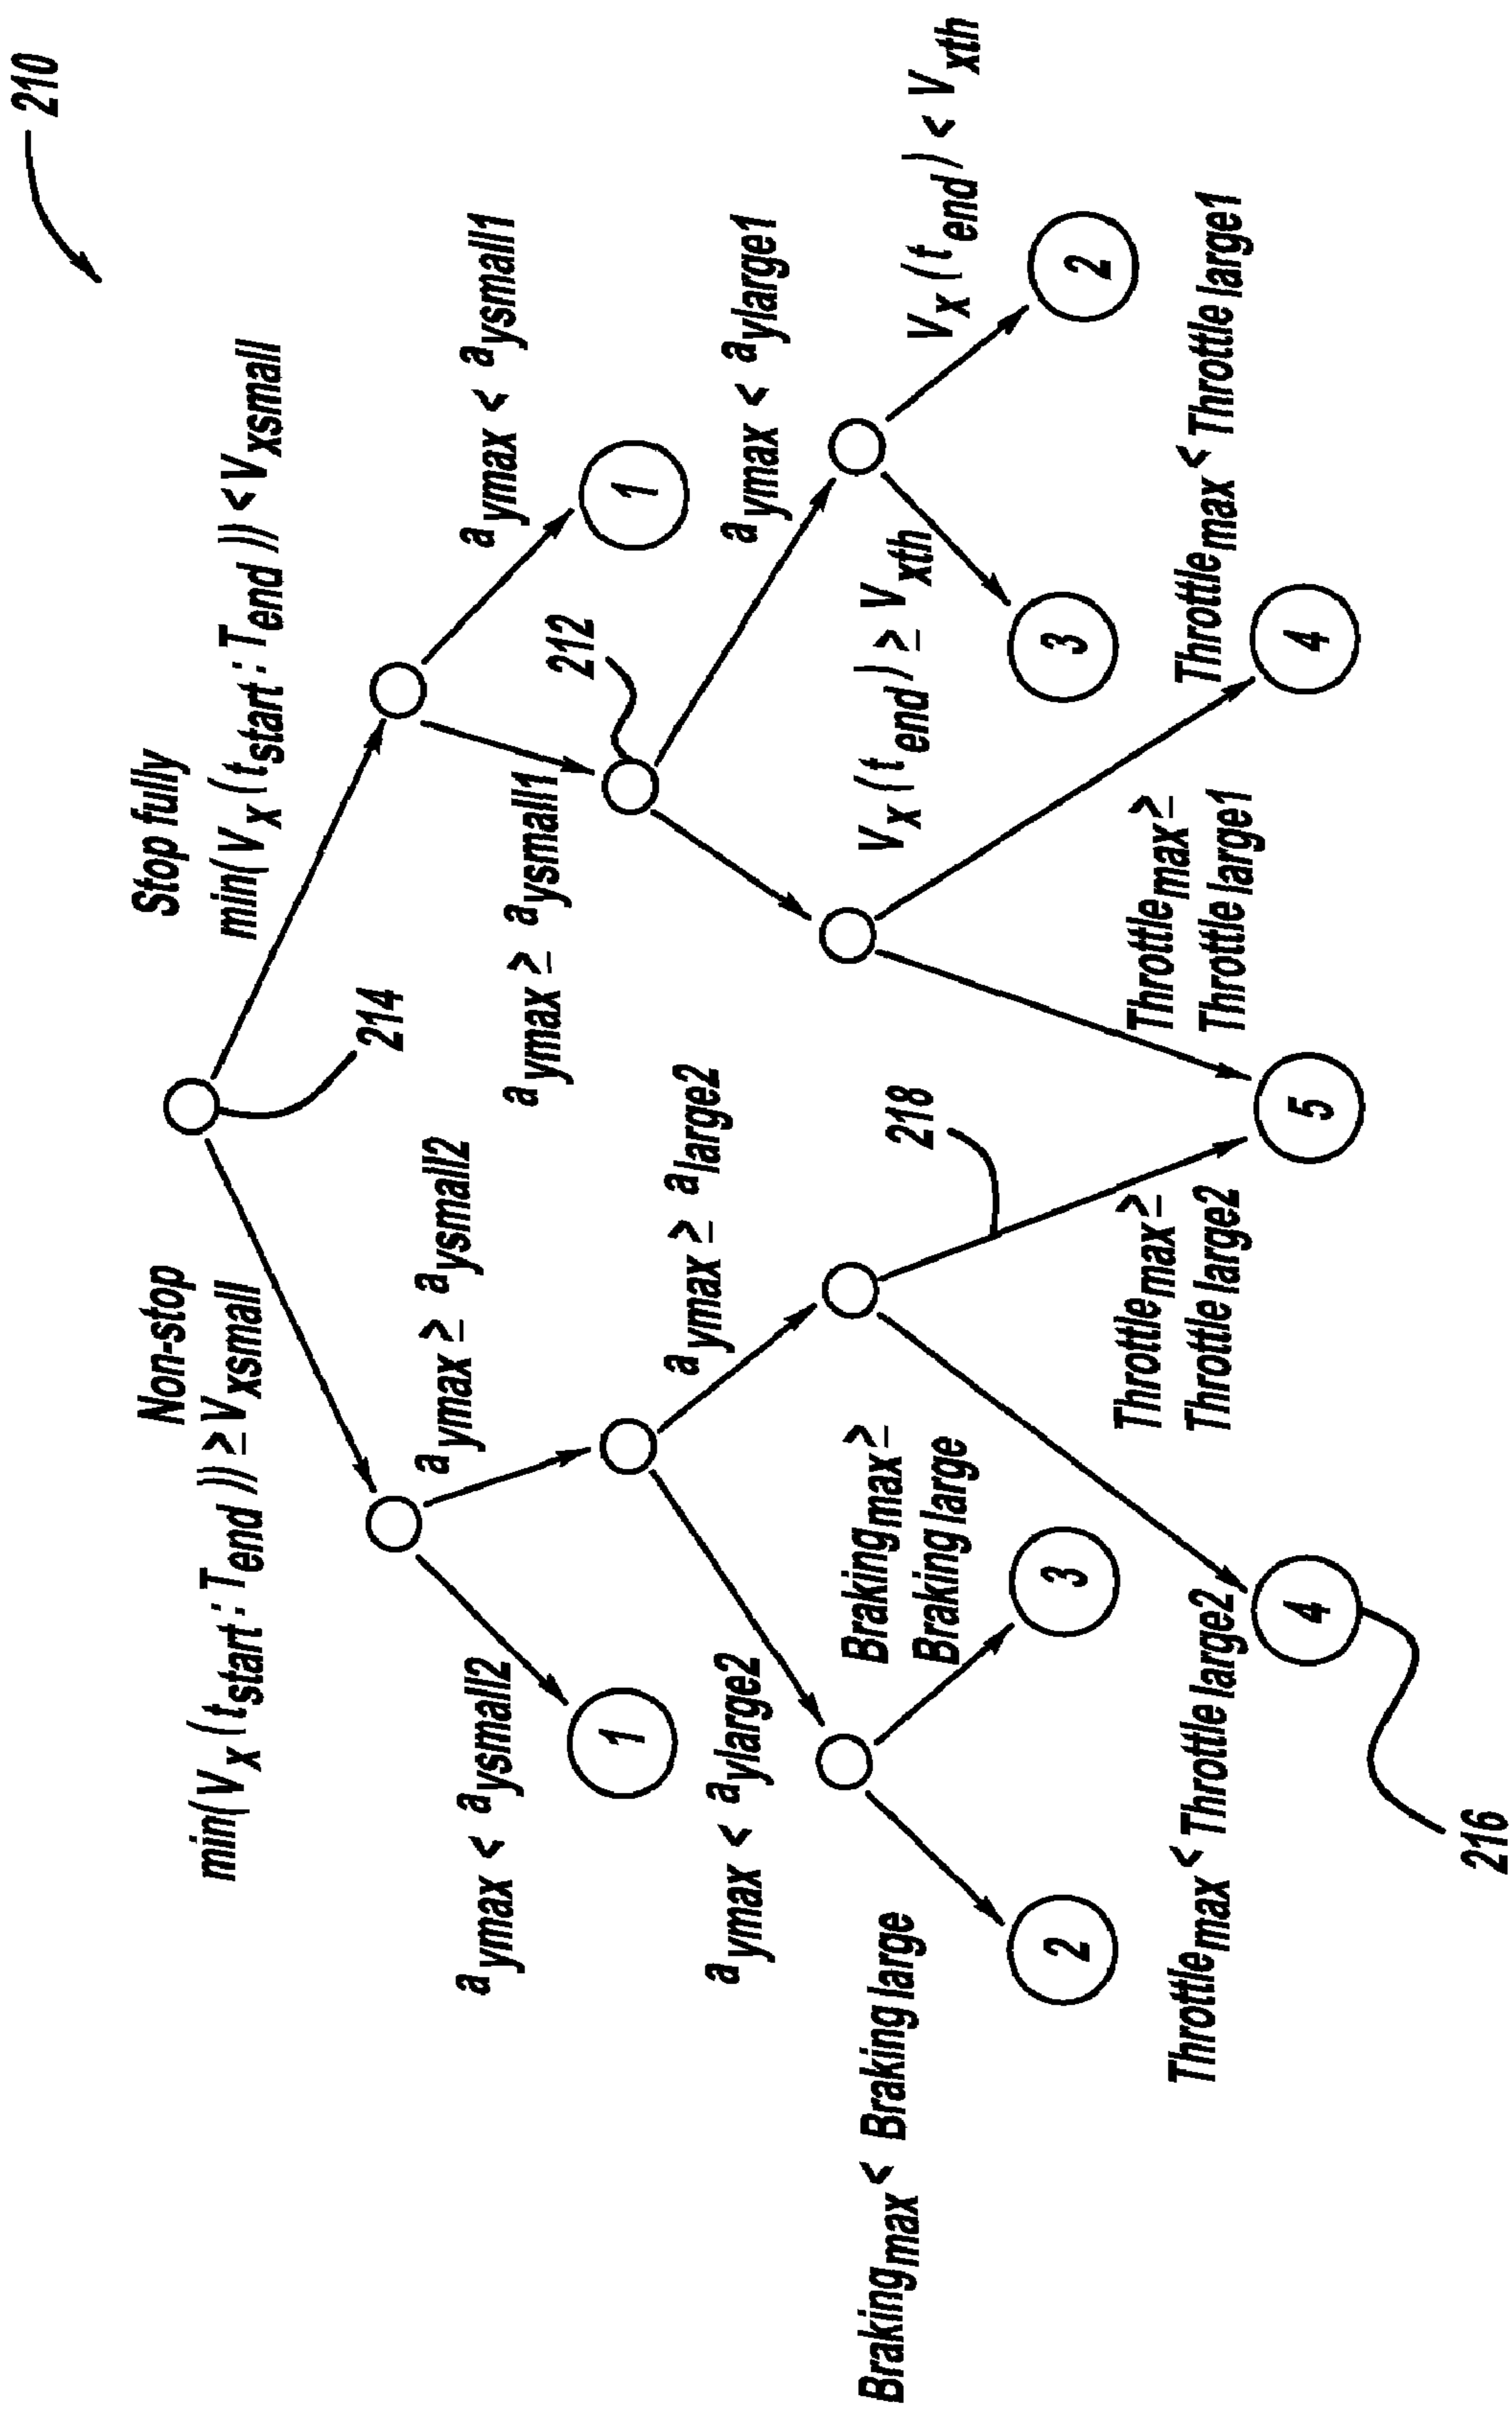 210
Non-stop
min(Vx(tstart:Tend)) ≥ Vxsmall
Stop fully
min(Vx(tstart:Tend)) < Vxsmall
214
aymax < aysmall2
aymax ≥ aysmall2
aymax ≥ aysmall1
aymax < aysmall1
1
1
212
aymax < aylarge2
aymax ≥ alarge2
aymax < aylarge1
Brakingmax < Brakinglarge
Brakingmax ≥
Brakinglarge
218
Vx(tend) ≥ Vxth
Vx(tend) < Vxth
2
3
3
2
Throttlemax < Throttlelarge2
Throttlemax ≥
Throttlelarge2
Throttlemax ≥
Throttlelarge1
Throttlemax < Throttlelarge1
4
5
4
216